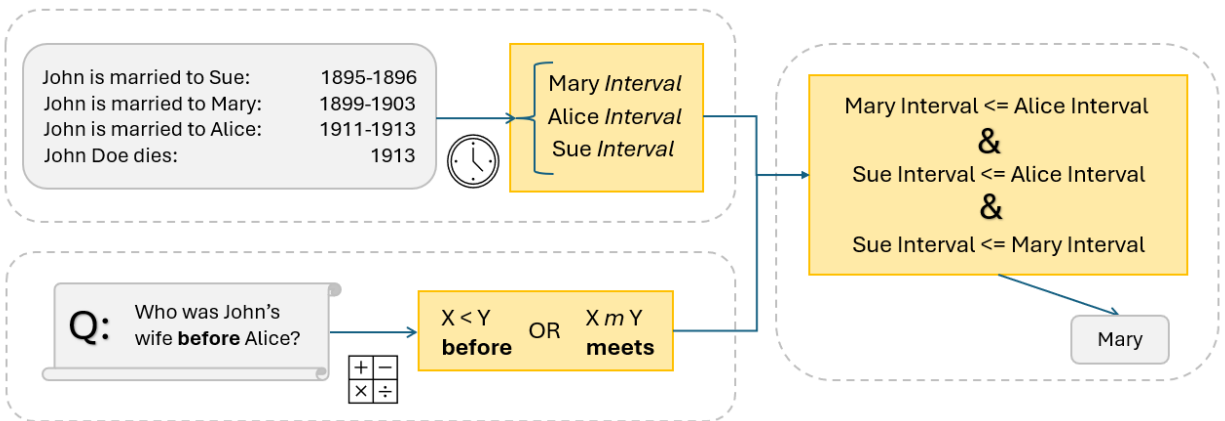 John is married to Sue: 1895-1896
John is married to Mary: 1899-1903
John is married to Alice: 1911-1913
John Doe dies: 1913
Mary Interval
Alice Interval
Sue Interval
Q: Who was John’s
wife before Alice?
+ −
× ÷
X < Y OR X m Y
before meets
Mary Interval <= Alice Interval
&
Sue Interval <= Alice Interval
&
Sue Interval <= Mary Interval
Mary